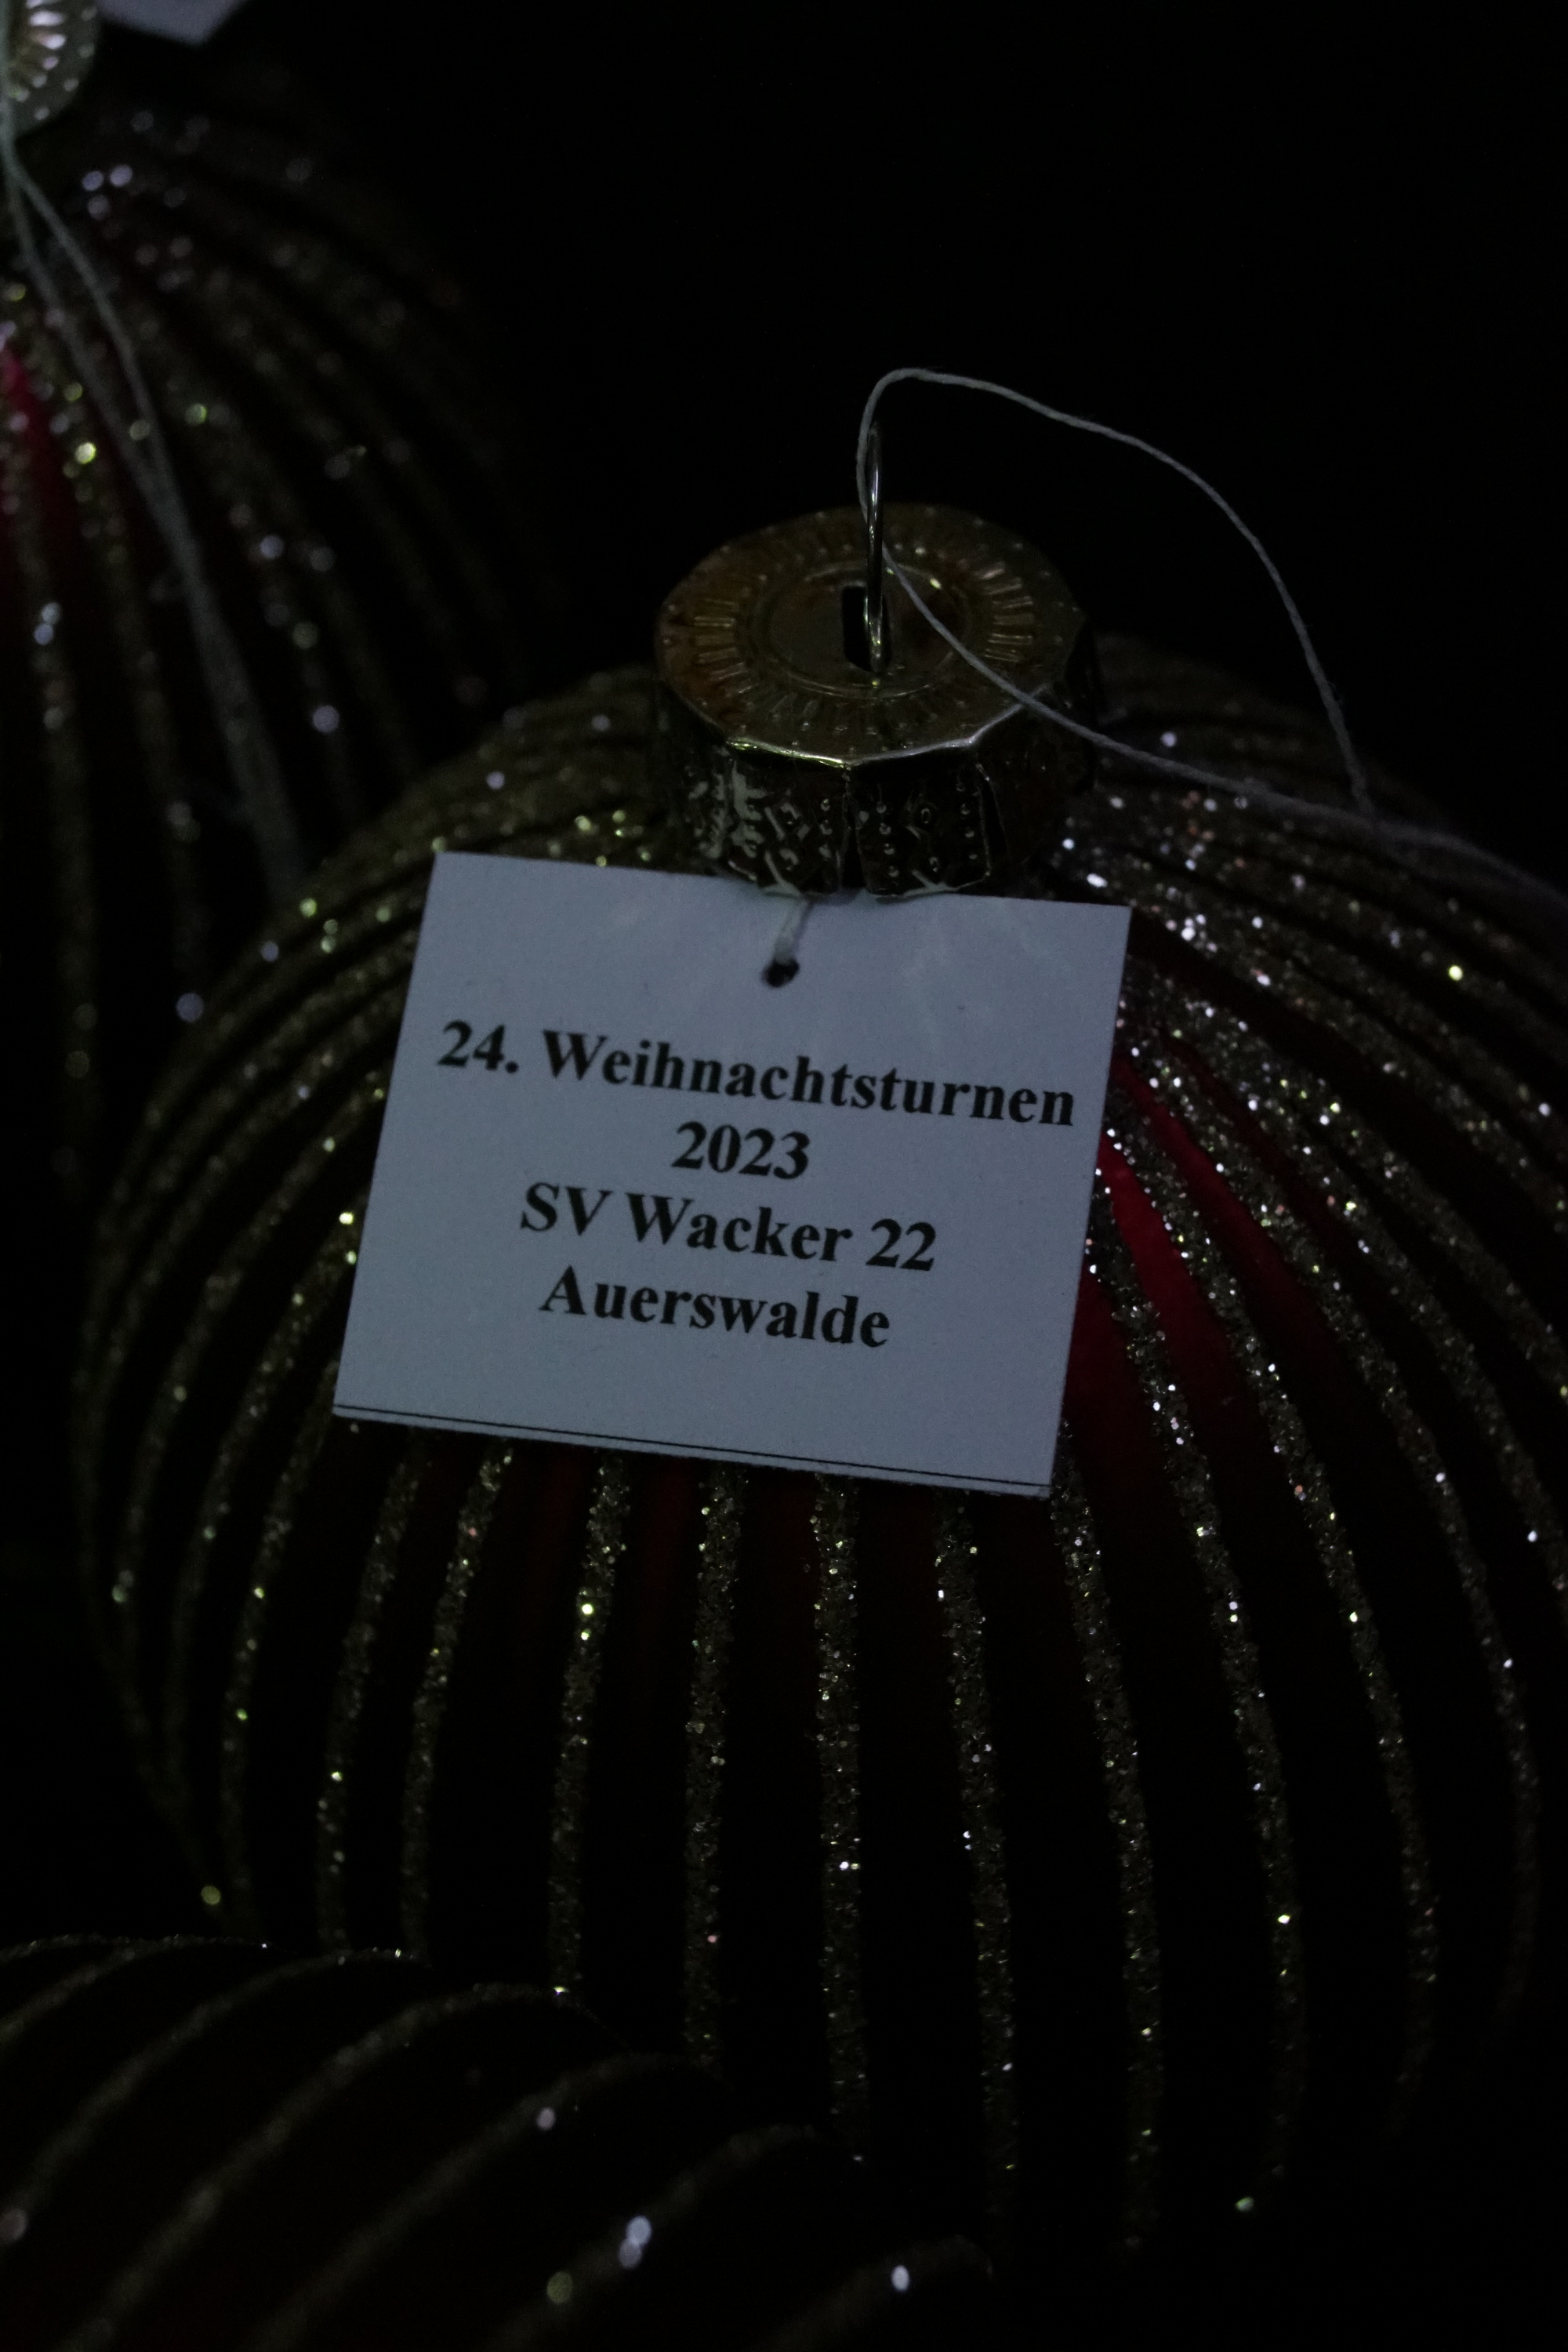 24. Weihnachtsturnen
2023
SV Wacker 22
Auerswalde